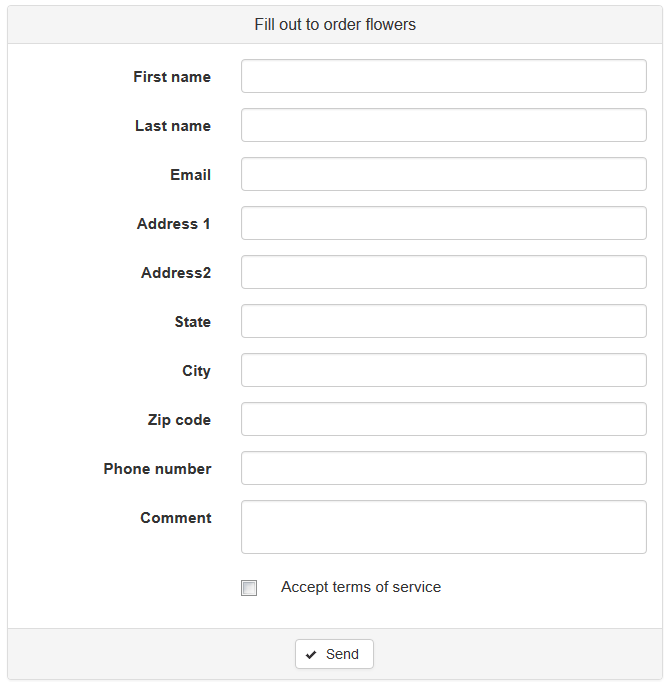 Fill out to order flowers
First name
Last name
Email
Address 1
Address2
State
City
Zip code
Phone number
Comment
Accept terms of service
Send